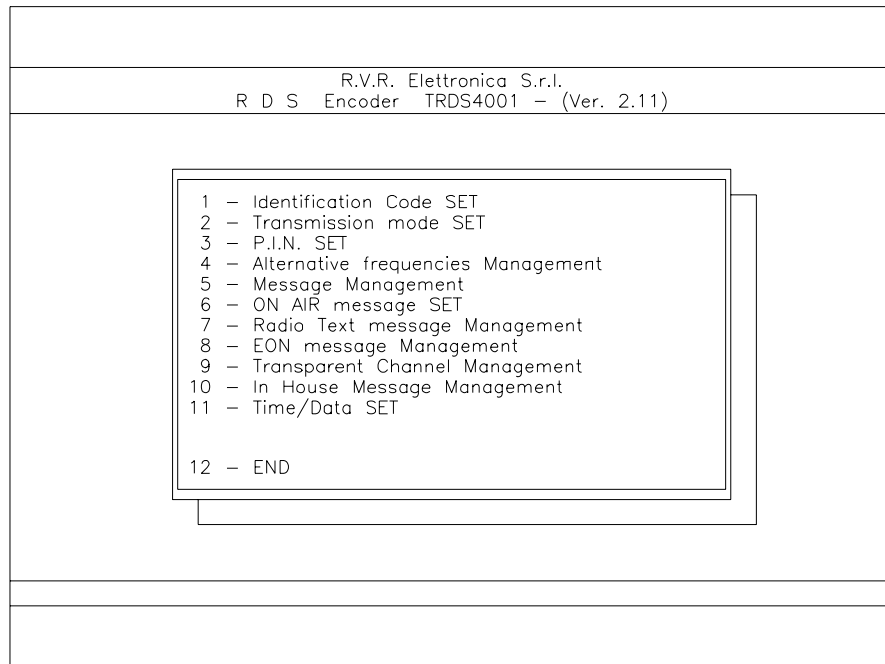 R.V.R. Elettronica S.r.l.
R D S Encoder TRDS4001 - (Ver. 2.11)
1 - Identification Code SET
2 - Transmission mode SET
3 - P.I.N. SET
4 - Alternative frequencies Management
5 - Message Management
6 - ON AIR message SET
7 - Radio Text message Management
8 - EON message Management
9 - Transparent Channel Management
10 - In House Message Management
11 - Time/Data SET
12 - END